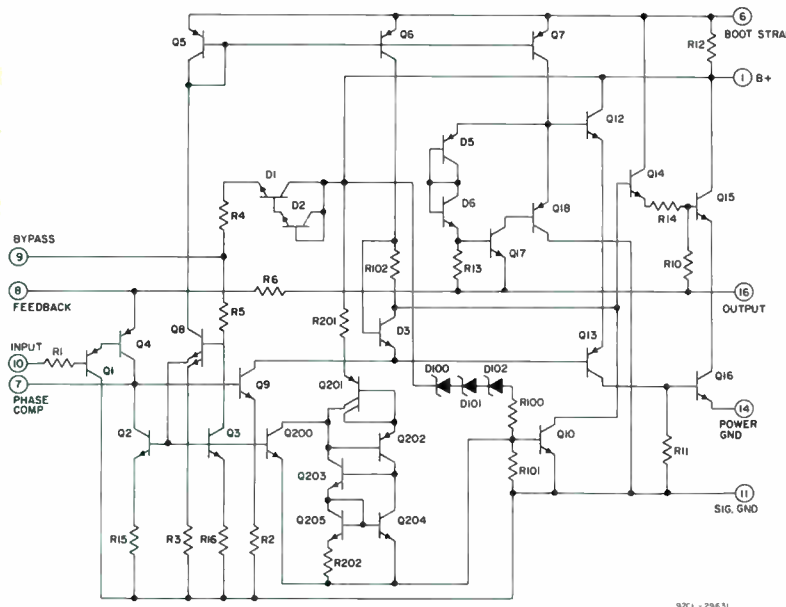 6
BOOT STRA
Q5
Q6
Q7
R12
1 B+
Q12
D5
D1
D2
D6
Q14
Q15
Q18
R14
R4
BYPASS
9
Q17
R102
R13
R10
R6
8
FEEDBACK
16
OUTPUT
R5
R201
D3
Q8
Q13
INPUT
10
R1
Q4
Q1
D100
D101
D102
7
PHASE
COMP
Q9
Q201
Q16
R100
14
POWER
GND
Q2
Q3
Q200
Q202
Q10
R11
R101
Q203
11
SIG. GND
Q205
Q204
R15
R3
R16
R2
R202
92CL-29631